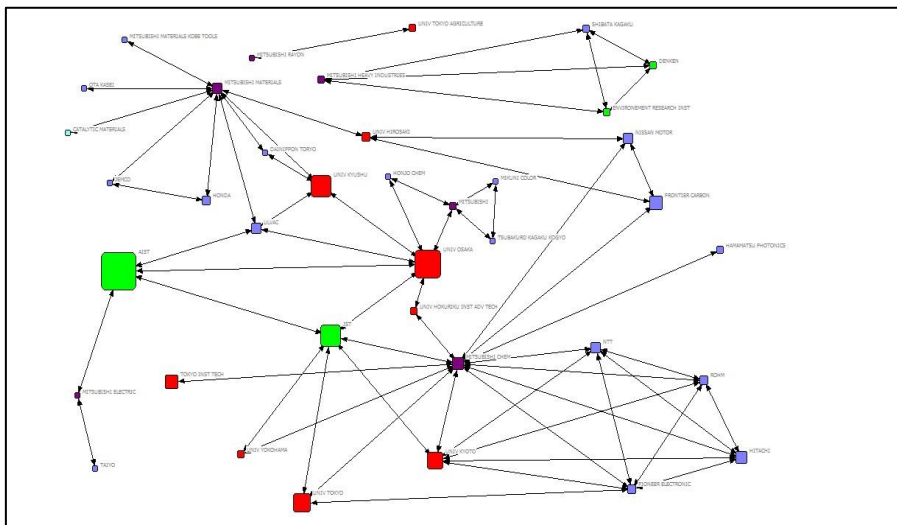 UNIV TOKYO AGRICULTURE
SHIBATA KAGAKU
MITSUBISHI MATERIALS KOBE TOOLS
MITSUBISHI RAYON
DENKEN
MITSUBISHI HEAVY INDUSTRIES
MITSUBISHI MATERIALS
ENVIRONEMENT RESEARCH INST
CATALYTIC MATERIALS
UNIV HIROSAKI
NISSAN MOTOR
DAINIPPON TORYO
HONJO CHEM
MIKUNI COLOR
JEMCO
UNIV KYUSHU
HONDA
MITSUBISHI
FRONTIER CARBON
ULVAC
TSUBAKURO KAGAKU KOGYO
UNIV OSAKA
HAMAMATSU PHOTONICS
AIST
UNIV HOKURIKU INST ADV TECH
JST
NTT
MITSUBISHI CHEM
TOKYO INST TECH
ROHM
MITSUBISHI ELECTRIC
UNIV YOKOHAMA
UNIV KYOTO
HITACHI
TAIYO
PIONEER ELECTRONIC
UNIV TOKYO